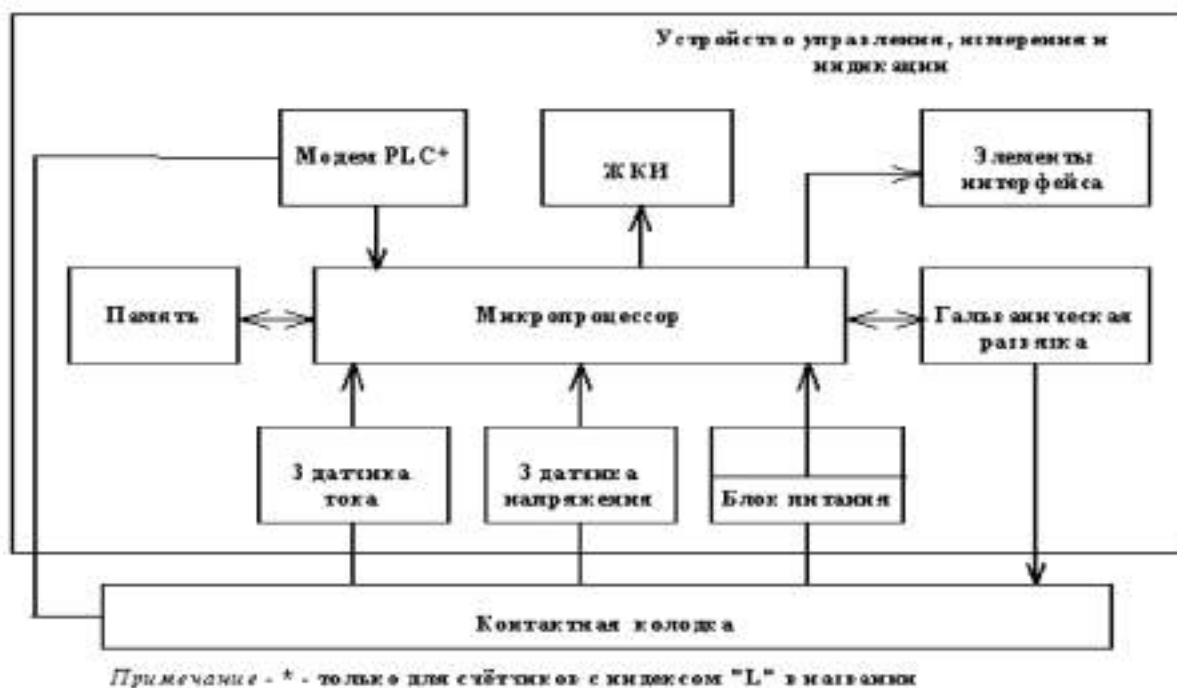 Устройство управления, измерения и
индикации
Модем PLC*
ЖКИ
Элементы
интерфейса
Память
Микропроцессор
Гальваническая
развязка
3 датчика
тока
3 датчика
напряжения
Блок питания
Контактная колодка
Примечание - * - только для счётчиков с индексом "L" в названии